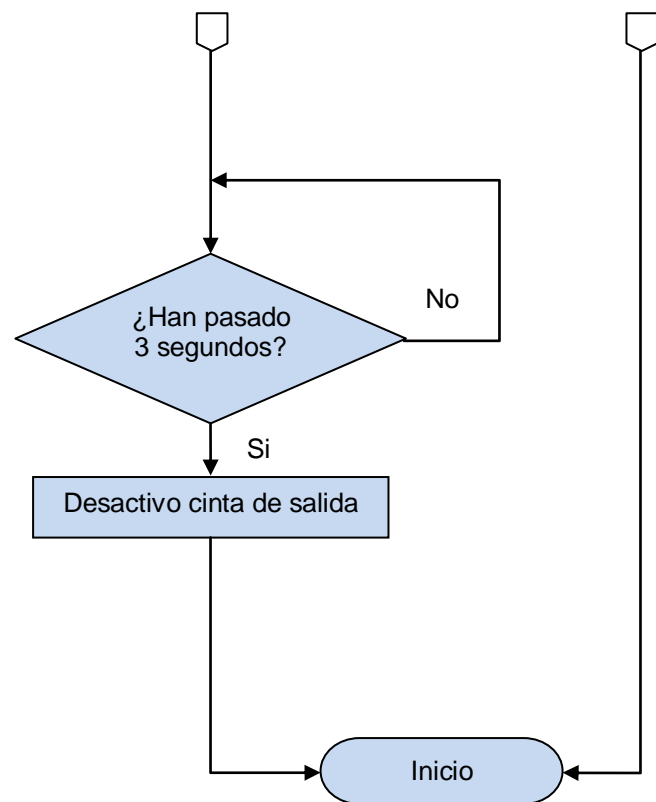 ¿Han pasado
3 segundos?
No
Si
Desactivo cinta de salida
Inicio